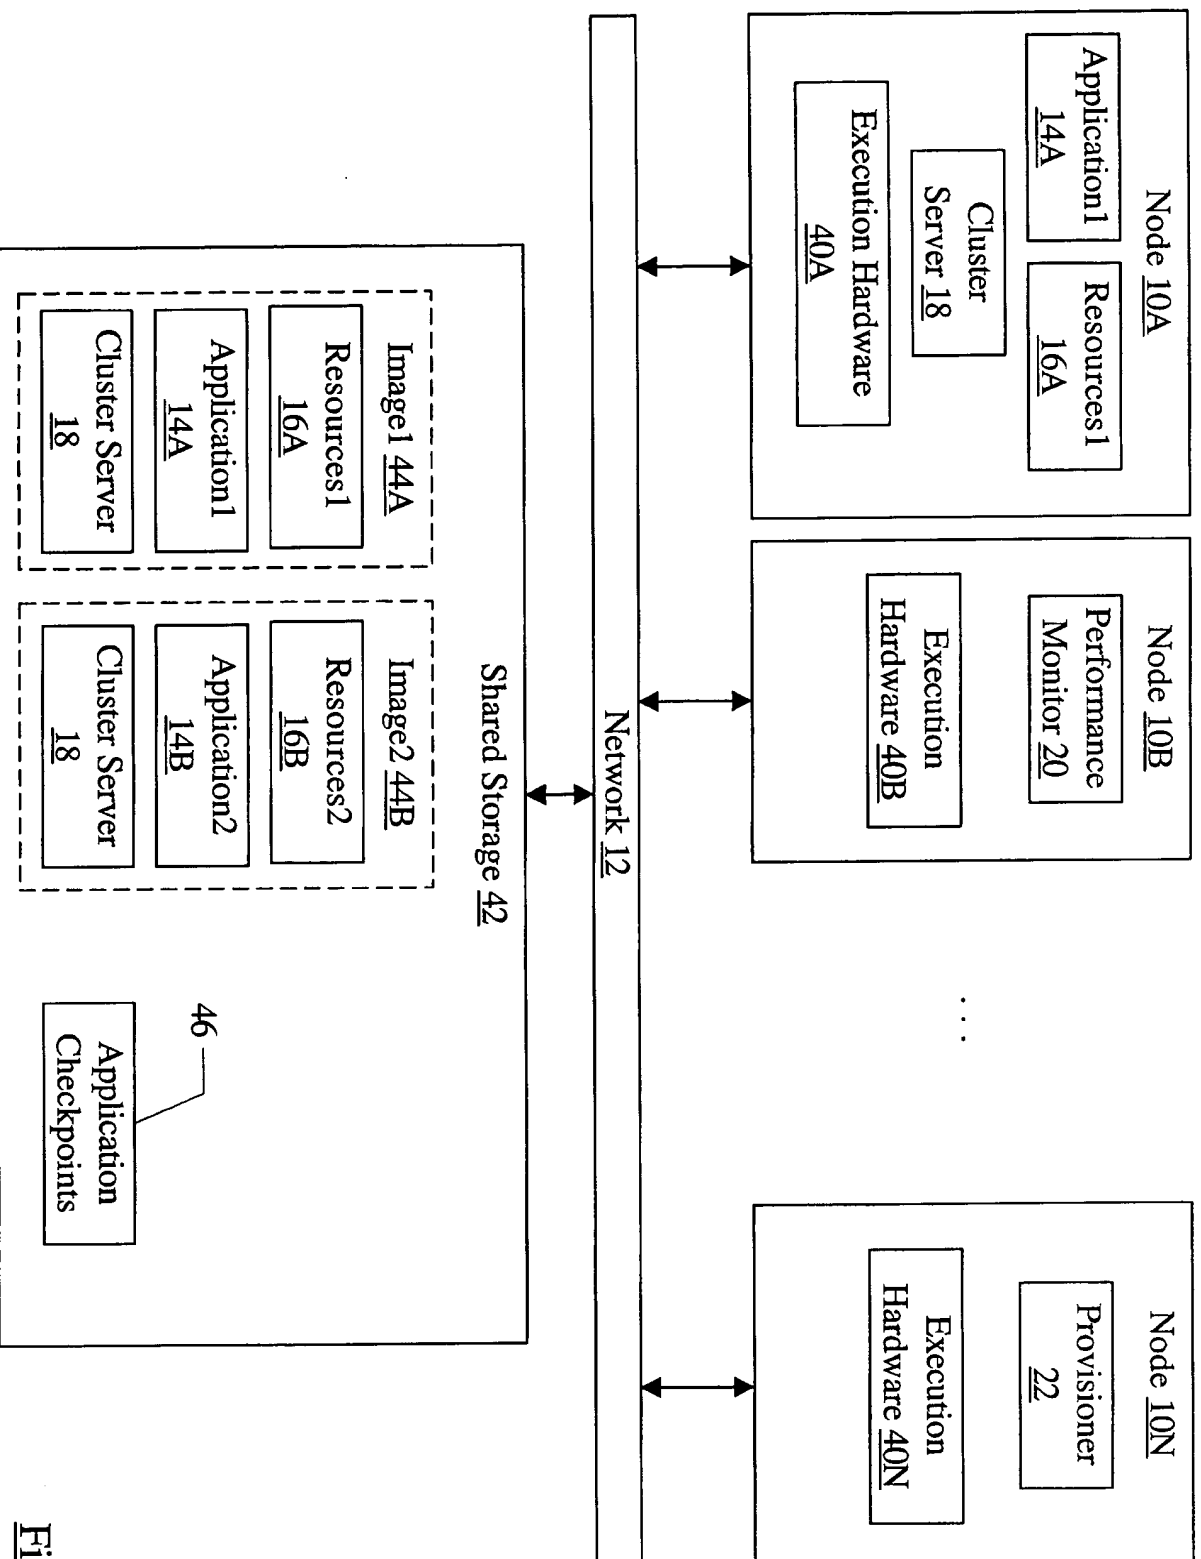 Node 10A
Application1
14A
Resources1
16A
Cluster
Server 18
Execution Hardware
40A
Node 10B
Performance
Monitor 20
Execution
Hardware 40B
. . .
Node 10N
Provisioner
22
Execution
Hardware 40N
Network 12
Shared Storage 42
Image1 44A
Resources1
16A
Application1
14A
Cluster Server
18
Image2 44B
Resources2
16B
Application2
14B
Cluster Server
18
46
Application
Checkpoints
Fi